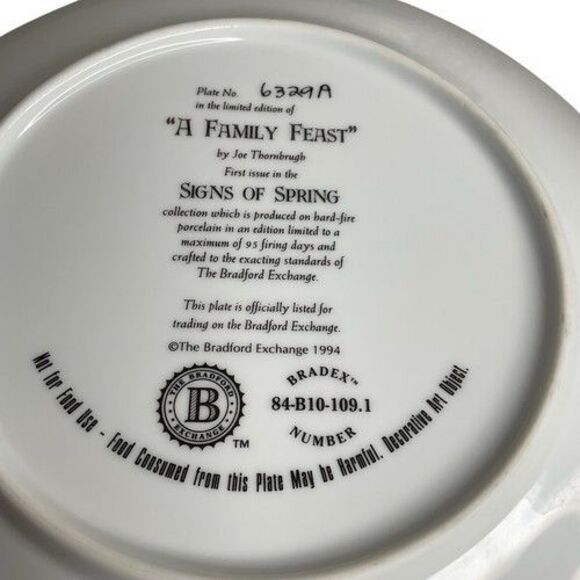 Plate No. 6329A
in the limited edition of
"A FAMILY FEAST"
by Joe Thornbrugh
First issue in the
SIGNS OF SPRING
collection which is produced on hard-fire
porcelain in an edition limited to a
maximum of 95 firing days and
crafted to the exacting standards of
The Bradford Exchange.
This plate is officially listed for
trading on the Bradford Exchange.
©The Bradford Exchange 1994
THE BRADFORD
B
EXCHANGE
TM
BRADEX™
84-B10-109.1
NUMBER
Not For Food Use - Food Consumed from this Plate May be Harmful. Decorative Art Object.